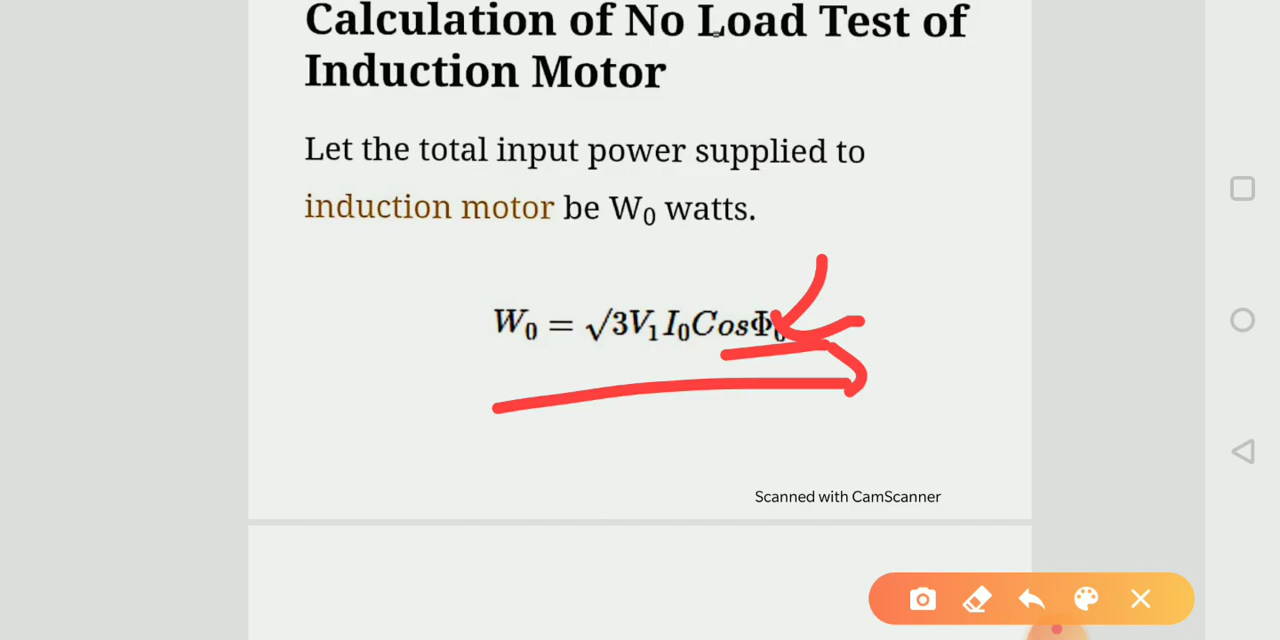 Calculation of No Load Test of
Induction Motor
Let the total input power supplied to
induction motor be W₀ watts.
W₀ = √3V₁I₀CosΦ₀
Scanned with CamScanner